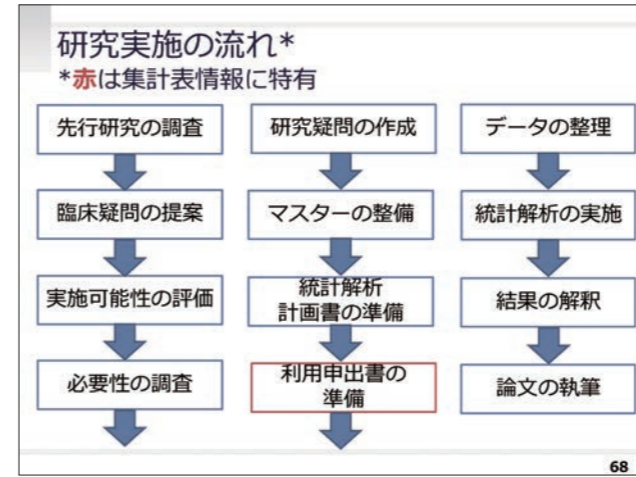 研究実施の流れ*
*赤は集計表情報に特有
先行研究の調査
臨床疑問の提案
実施可能性の評価
必要性の調査
研究疑問の作成
マスターの整備
統計解析
計画書の準備
利用申出書の
準備
データの整理
統計解析の実施
結果の解釈
論文の執筆
68